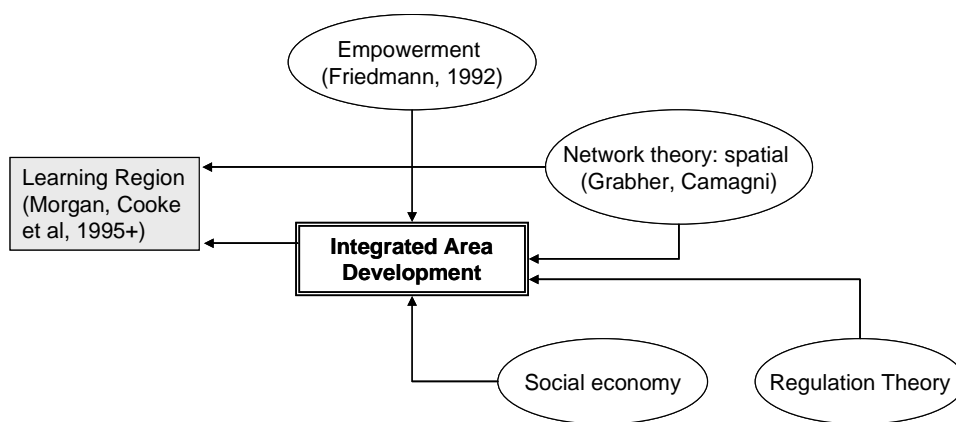 Empowerment
(Friedmann, 1992)
Network theory: spatial
(Grabher, Camagni)
Learning Region
(Morgan, Cooke
et al, 1995+)
Integrated Area
Development
Social economy
Regulation Theory